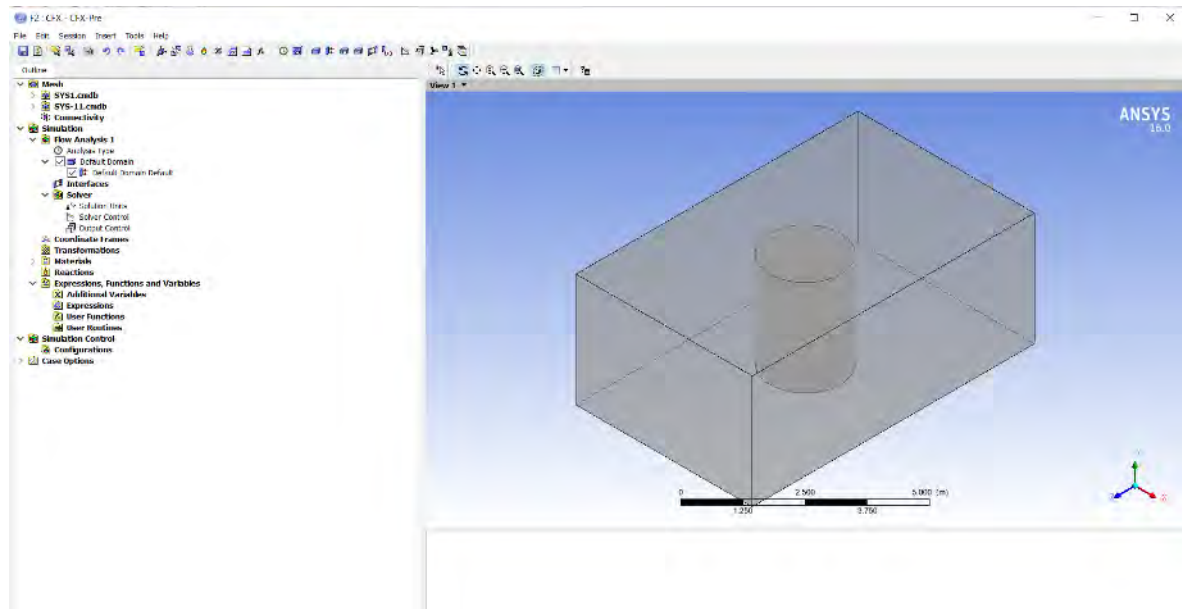 F2 : CFX - CFX-Pre
File Edit Session Insert Tools Help
Outline
View 1
Mesh
SYS1.cmdb
SYS-11.cmdb
Connectivity
Simulation
Flow Analysis 1
Analysis Type
Default Domain
Default Domain Default
Interfaces
Solver
Solution Units
Solver Control
Output Control
Coordinate Frames
Transformations
Materials
Reactions
Expressions, Functions and Variables
Additional Variables
Expressions
User Functions
User Routines
Simulation Control
Configurations
Case Options
ANSYS
16.0
0 2.500 5.000 (m)
1.250 3.750